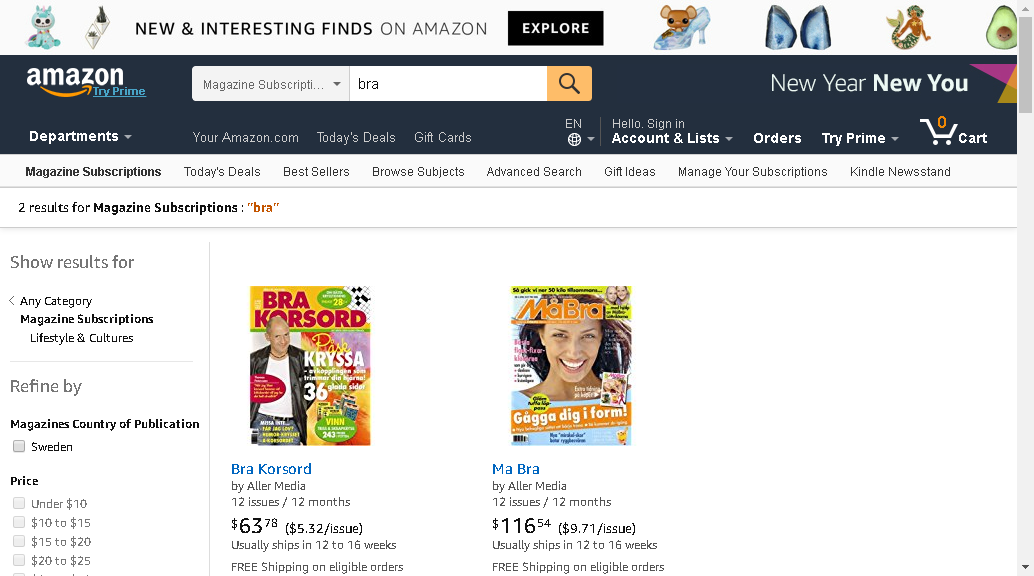 NEW & INTERESTING FINDS ON AMAZON EXPLORE
amazon
Try Prime
Magazine Subscripti... bra
New Year New You
Departments
Your Amazon.com Today's Deals Gift Cards
EN
Hello. Sign in
Account & Lists
Orders
Try Prime
0
Cart
Magazine Subscriptions Today's Deals Best Sellers Browse Subjects Advanced Search Gift Ideas Manage Your Subscriptions Kindle Newsstand
2 results for Magazine Subscriptions : "bra"
Show results for
Any Category
Magazine Subscriptions
Lifestyle & Cultures
Refine by
Magazines Country of Publication
Sweden
Price
Under $10
$10 to $15
$15 to $20
$20 to $25
BRA
KORSORD
KRYSSA
36
VINN
243
Bra Korsord
by Aller Media
12 issues / 12 months
$63 78 ($5.32/issue)
Usually ships in 12 to 16 weeks
FREE Shipping on eligible orders
Så gick vi ner 50 kilo tillsammans...
MåBra
Gågga dig i form!
Ma Bra
by Aller Media
12 issues / 12 months
$116 54 ($9.71/issue)
Usually ships in 12 to 16 weeks
FREE Shipping on eligible orders